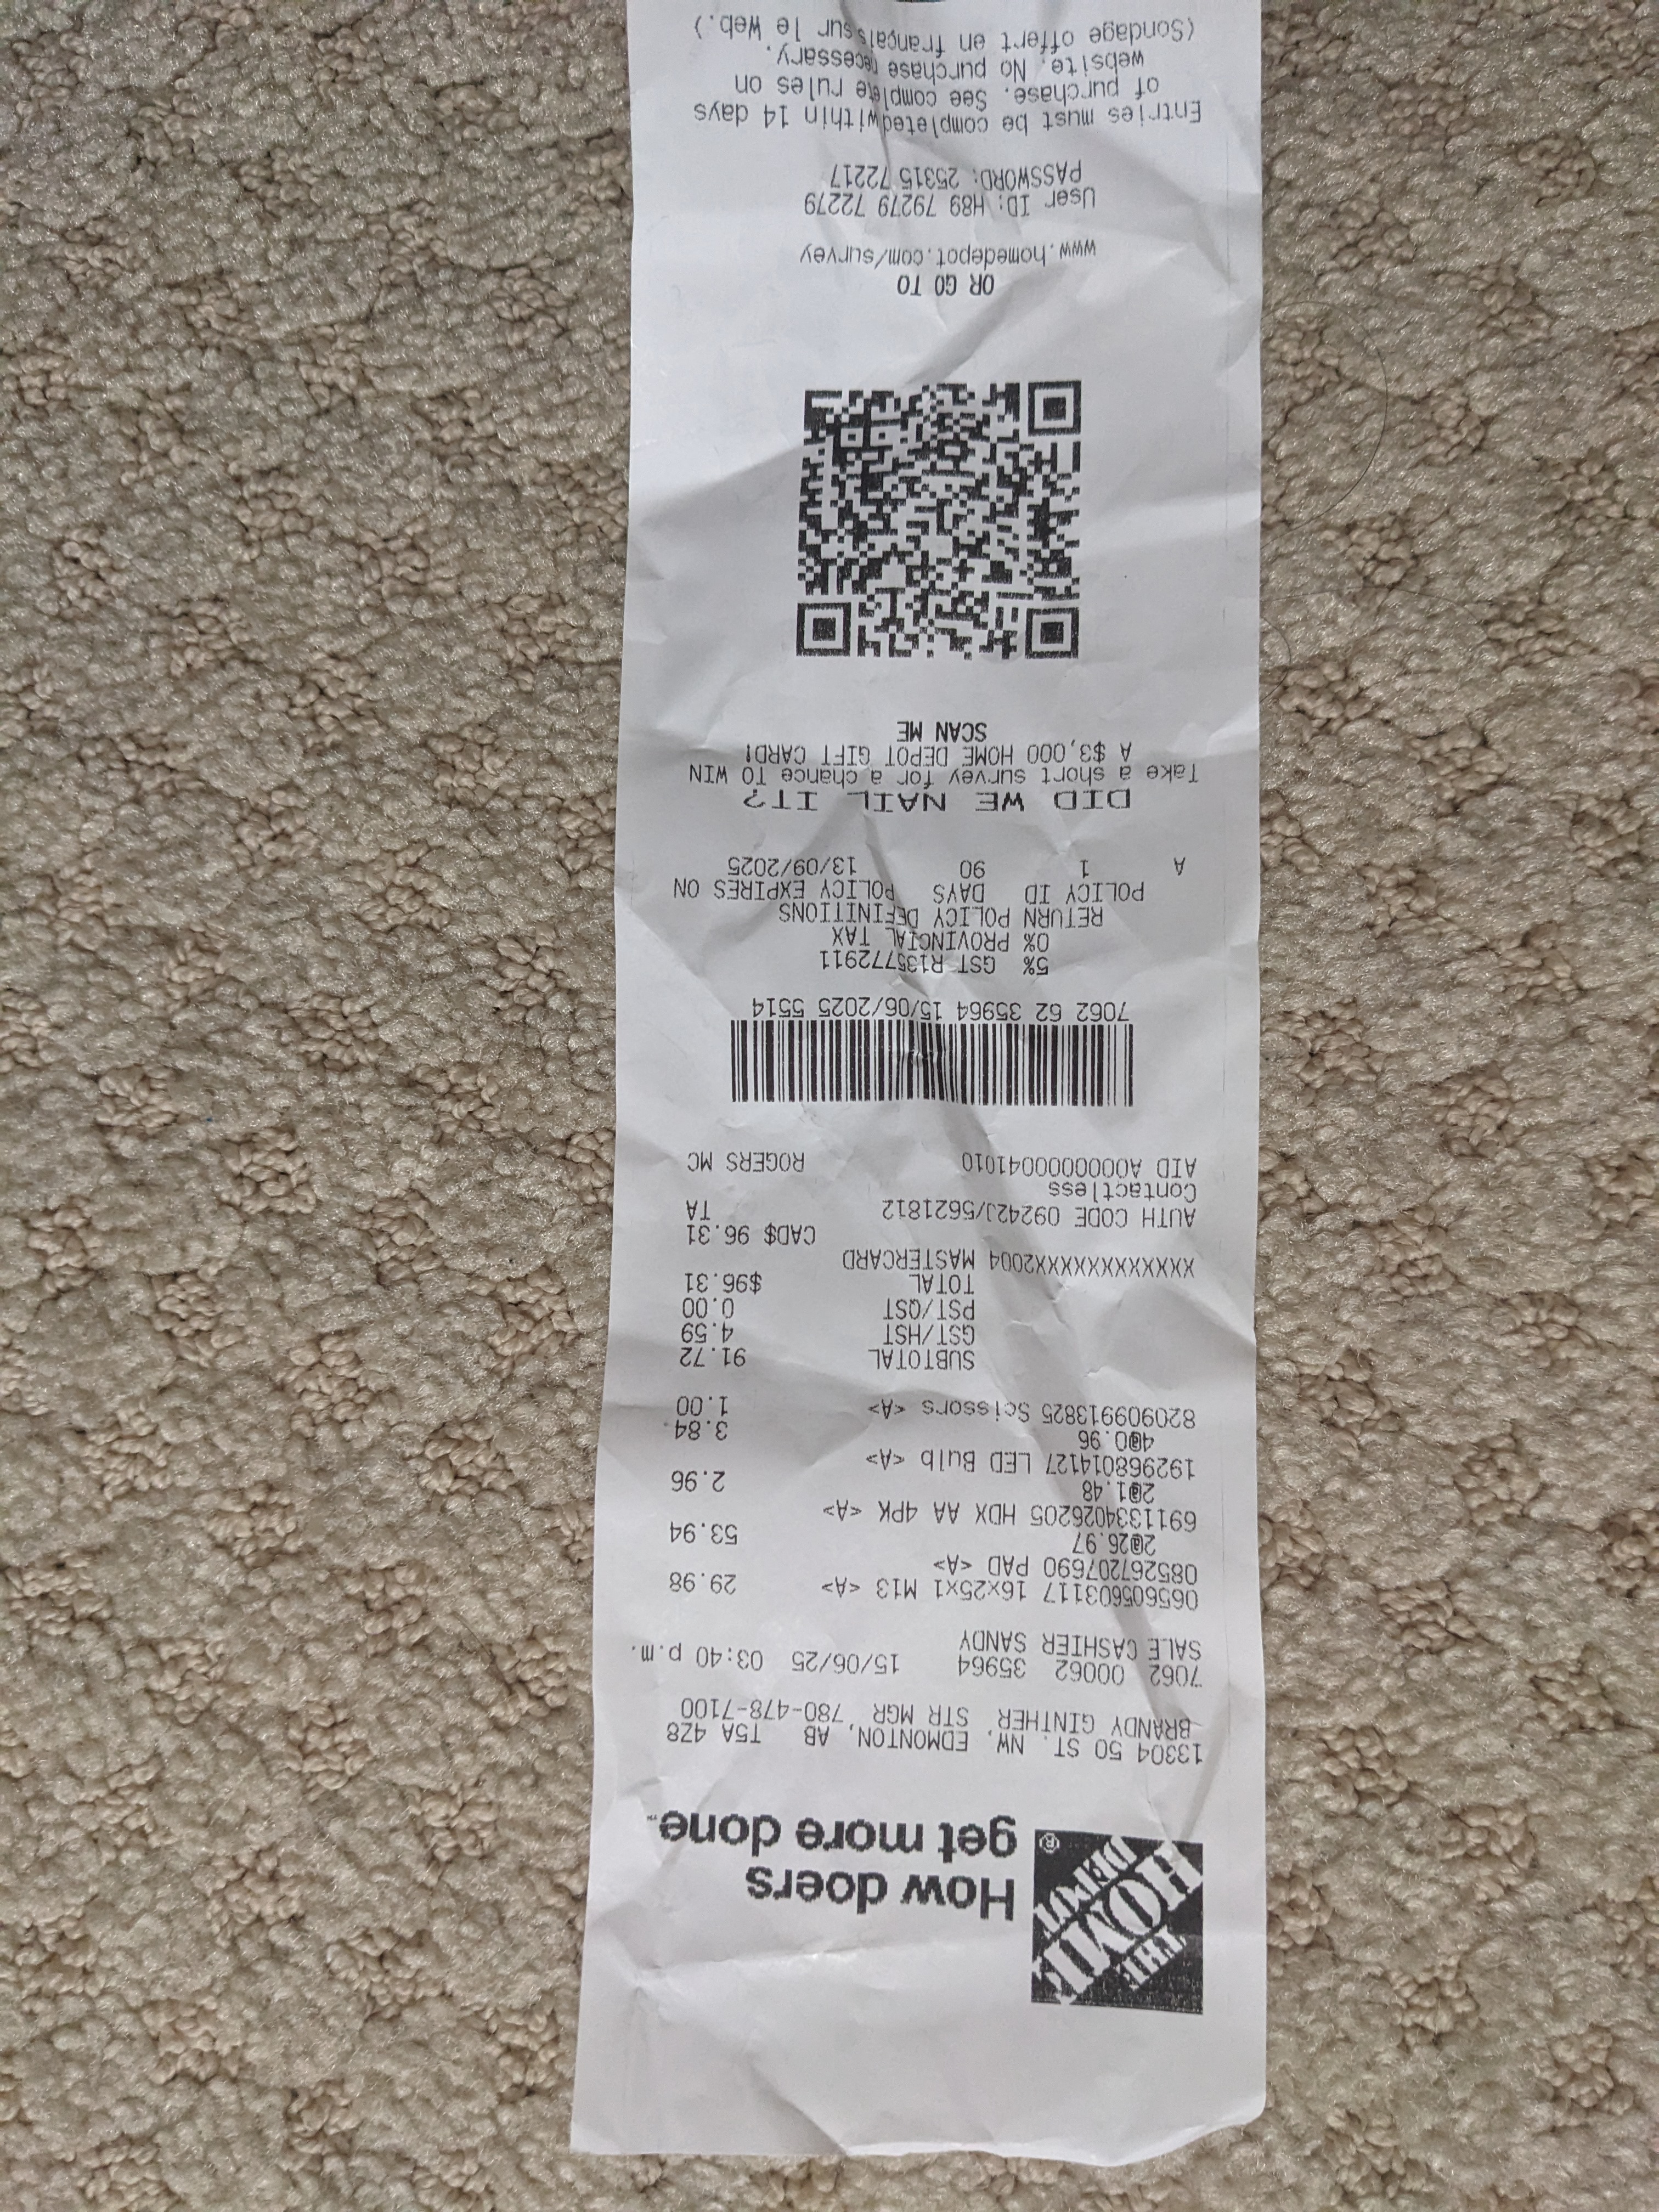 THE
HOME
DEPOT
®
How doers
get more done.™
13304 50 ST. NW. EDMONTON, AB T5A 4Z8
BRANDY GINTHER STR MGR 780-478-7100
7062 00062 35964 15/06/25 03:40 p.m.
SALE CASHIER SANDY
065605603117 16x25x1 M13 <A> 29.98
085267207690 PAD <A>
2@26.97 53.94
691133402620​5 HDX AA 4PK <A>
2@1.48 2.96
192968014127 LED Bulb <A>
4@0.96 3.84
820909913825 Scissors <A> 1.00
SUBTOTAL 91.72
GST/HST 4.59
PST/QST 0.00
TOTAL $96.31
XXXXXXXXXXXX2004 MASTERCARD
CAD$ 96.31
AUTH CODE 09242J/5621812 TA
Contactless
AID A0000000041010 ROGERS MC
7062 62 35964 15/06/2025 5514
5% GST R135772911
0% PROVINCIAL TAX
RETURN POLICY DEFINITIONS
POLICY ID DAYS POLICY EXPIRES ON
A 1 90 13/09/2025
DID WE NAIL IT?
Take a short survey for a chance TO WIN
A $3,000 HOME DEPOT GIFT CARD!
SCAN ME
OR GO TO
www.homedepot.com/survey
User ID: H89 79279 72279
PASSWORD: 25315 72217
Entries must be completed within 14 days
of purchase. See complete rules on
website. No purchase necessary.
(Sondage offert en français sur le Web.)